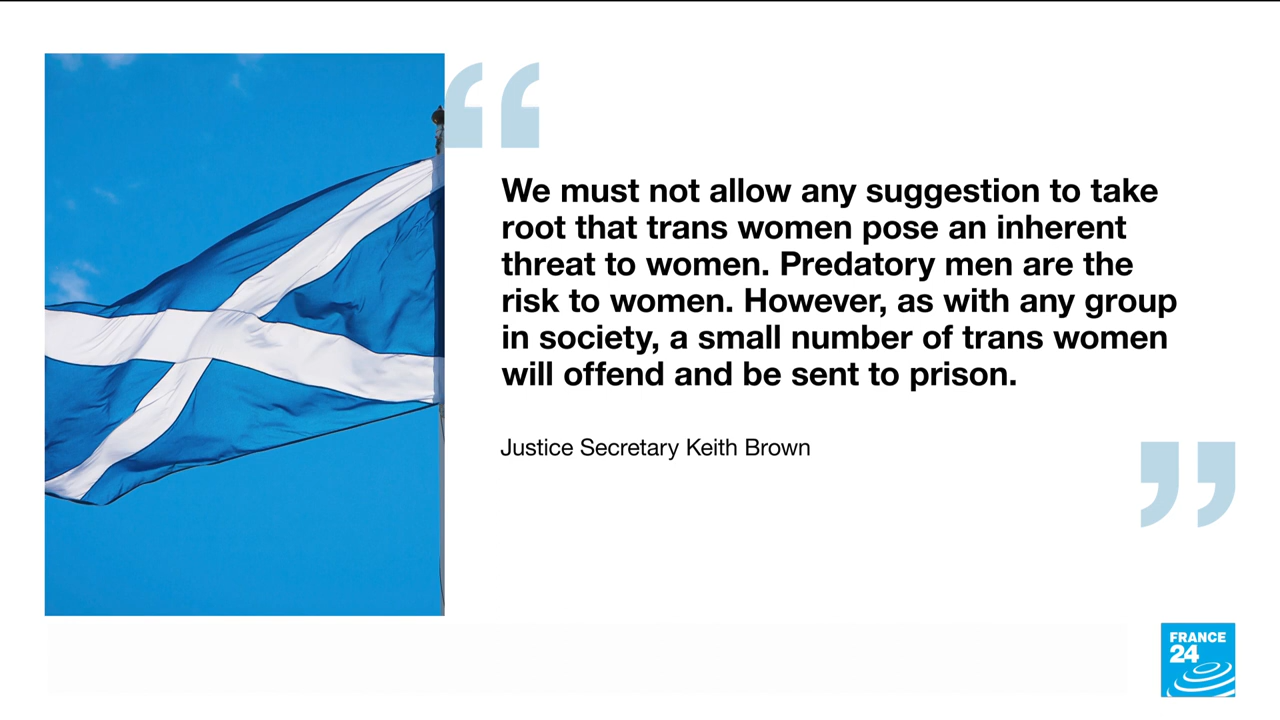 We must not allow any suggestion to take
root that trans women pose an inherent
threat to women. Predatory men are the
risk to women. However, as with any group
in society, a small number of trans women
will offend and be sent to prison.
Justice Secretary Keith Brown
FRANCE
24